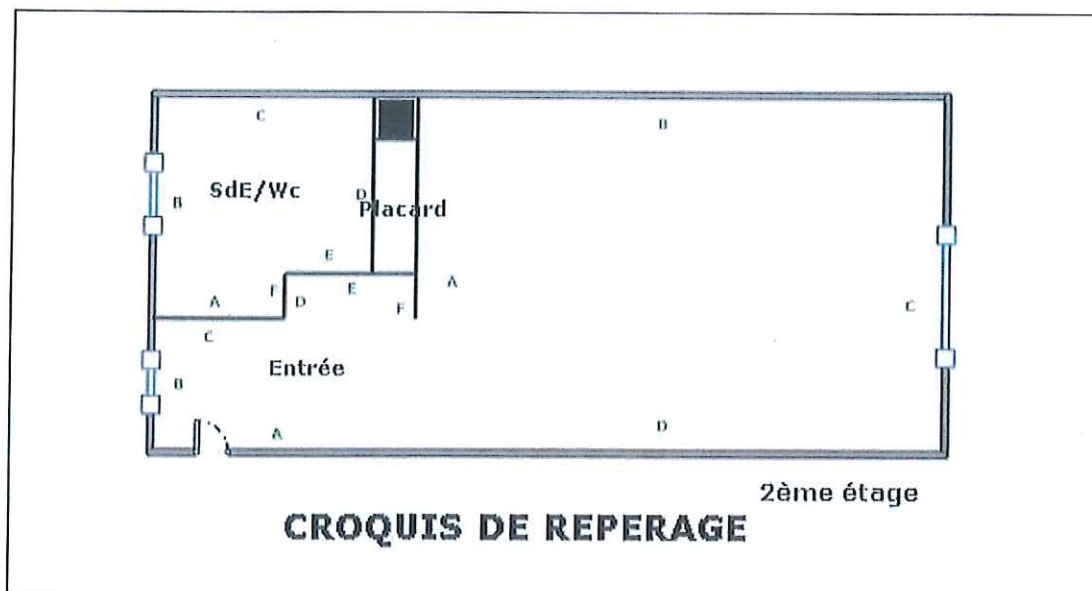 C
B
SdE/Wc
D
B
Placard
E
A
F
D
E
A
F
C
C
Entrée
B
A
D
2ème étage
CROQUIS DE REPERAGE